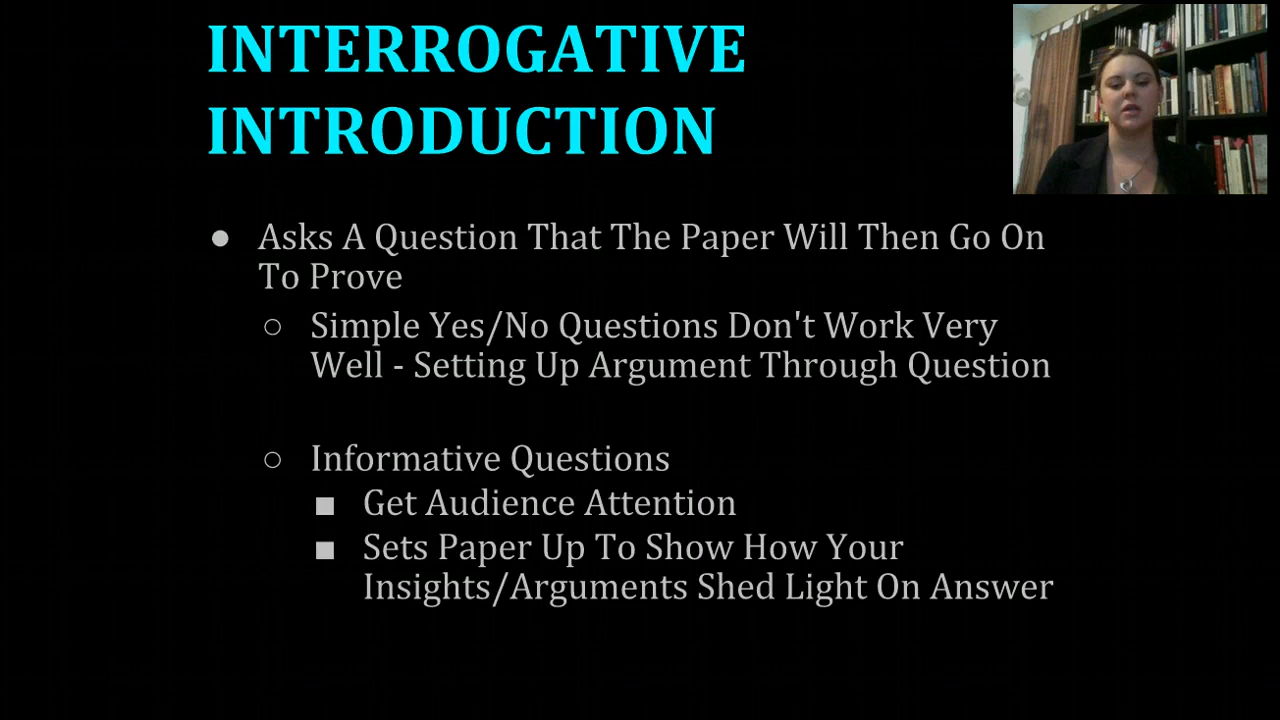 INTERROGATIVE
INTRODUCTION
● Asks A Question That The Paper Will Then Go On
To Prove
○ Simple Yes/No Questions Don't Work Very
Well - Setting Up Argument Through Question
○ Informative Questions
■ Get Audience Attention
■ Sets Paper Up To Show How Your
Insights/Arguments Shed Light On Answer